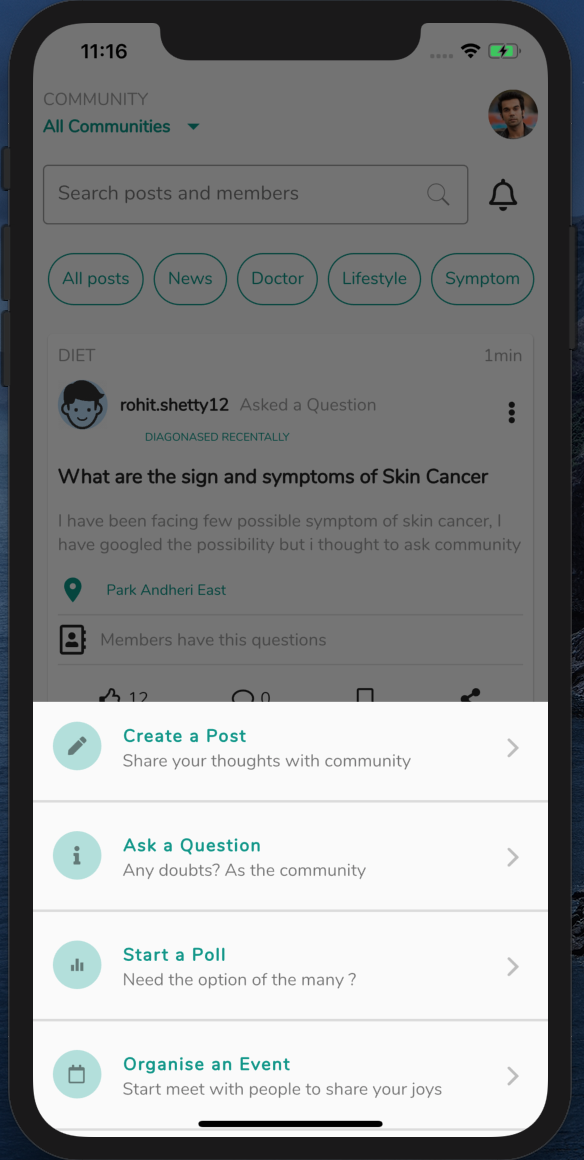 11:16
COMMUNITY
All Communities
Search posts and members
All posts News Doctor Lifestyle Symptom
DIET 1min
rohit.shetty12 Asked a Question
DIAGONASED RECENTALLY
What are the sign and symptoms of Skin Cancer
I have been facing few possible symptom of skin cancer, I
have googled the possibility but i thought to ask community
Park Andheri East
Members have this questions
12 0
Create a Post
Share your thoughts with community
Ask a Question
Any doubts? As the community
Start a Poll
Need the option of the many ?
Organise an Event
Start meet with people to share your joys